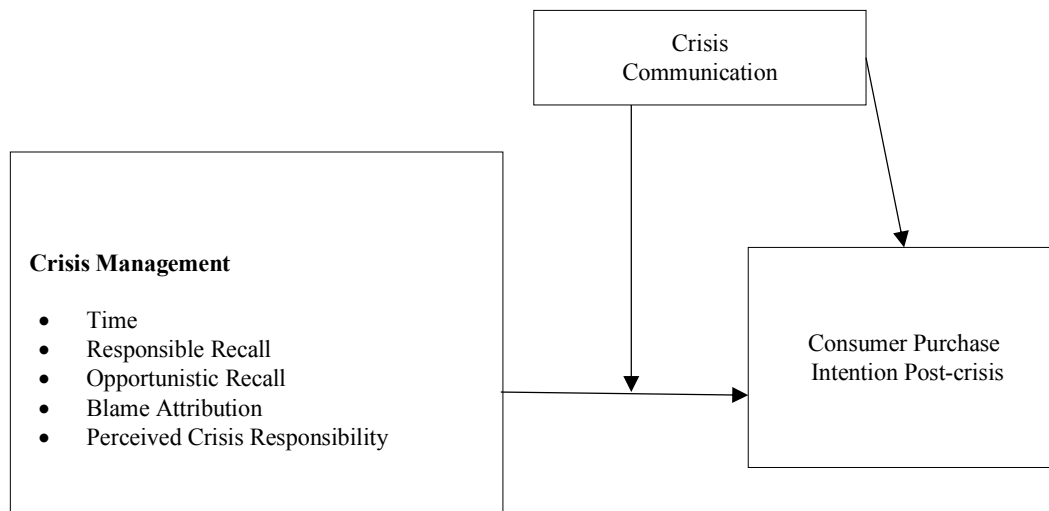 Crisis
Communication
Crisis Management
• Time
• Responsible Recall
• Opportunistic Recall
• Blame Attribution
• Perceived Crisis Responsibility
Consumer Purchase
Intention Post-crisis